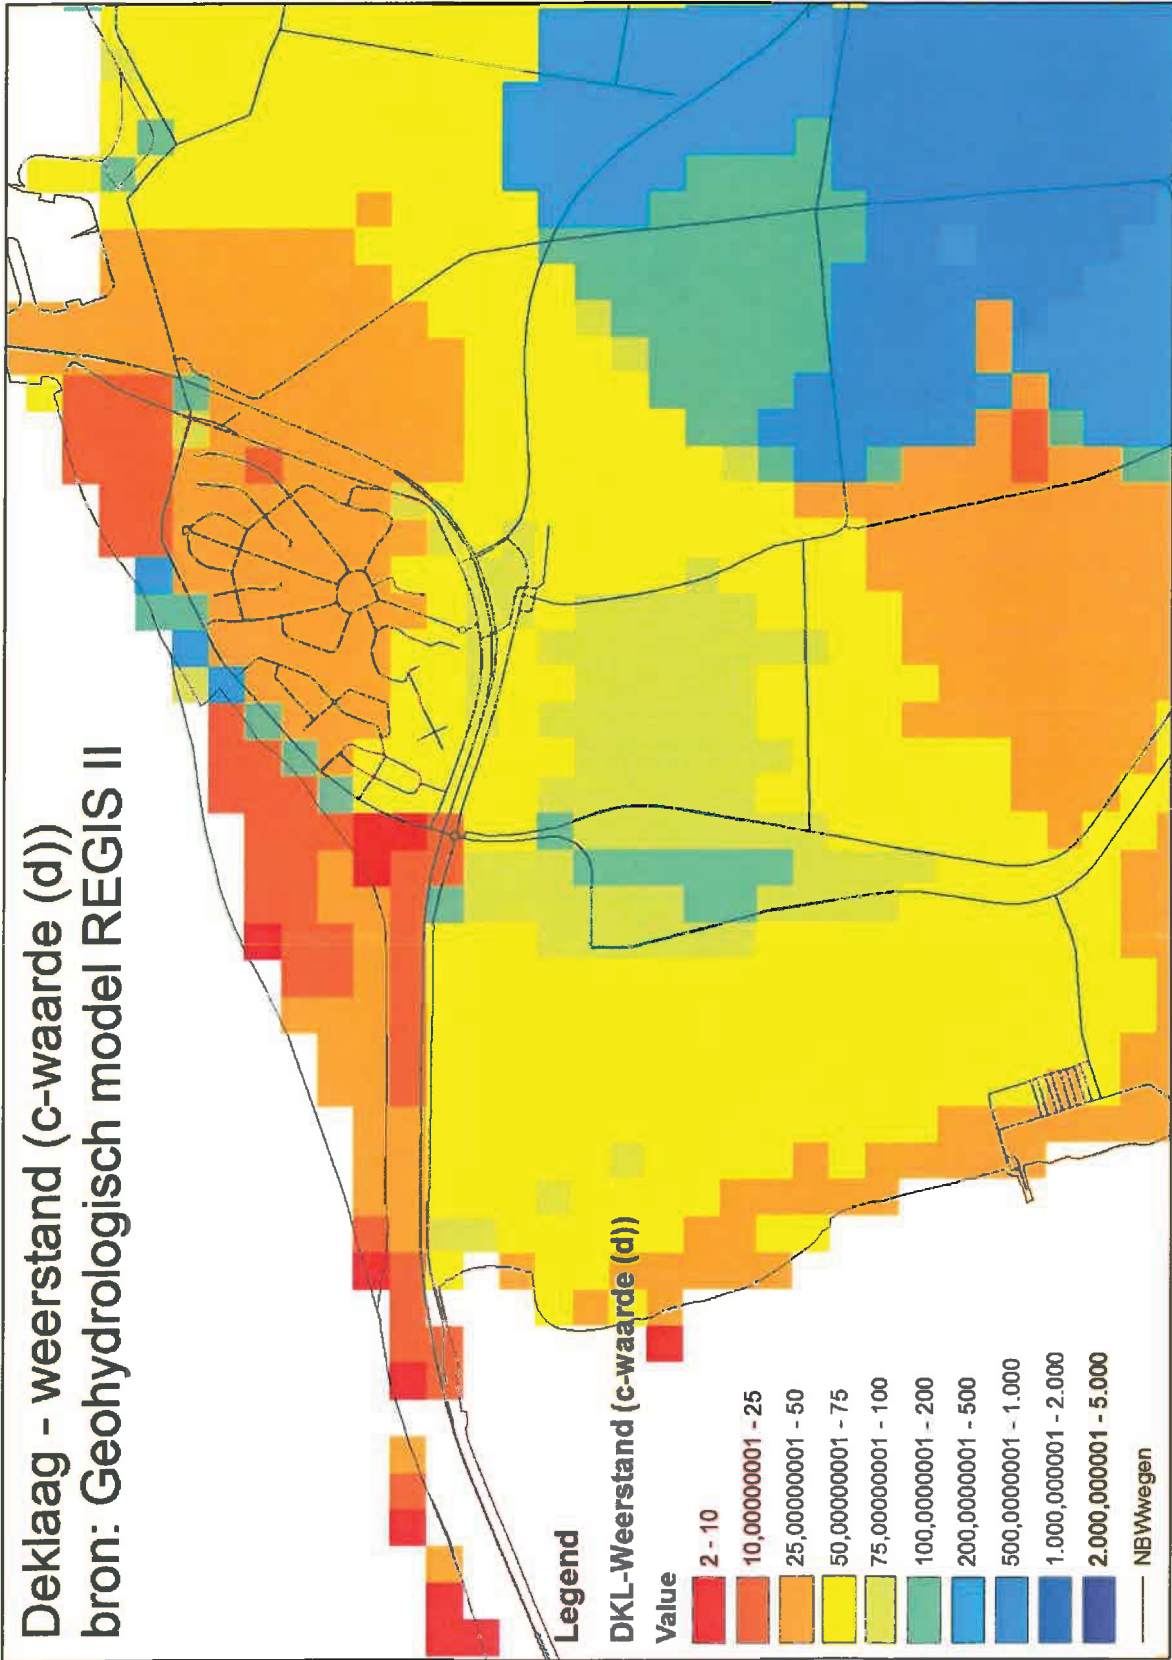 Deklaag - weerstand (c-waarde (d))
bron: Geohydrologisch model REGIS II
Legend
DKL-Weerstand (c-waarde (d))
Value
2 - 10
10,00000001 - 25
25,00000001 - 50
50,00000001 - 75
75,00000001 - 100
100,0000001 - 200
200,0000001 - 500
500,0000001 - 1.000
1.000,000001 - 2.000
2.000,000001 - 5.000
NBWwegen